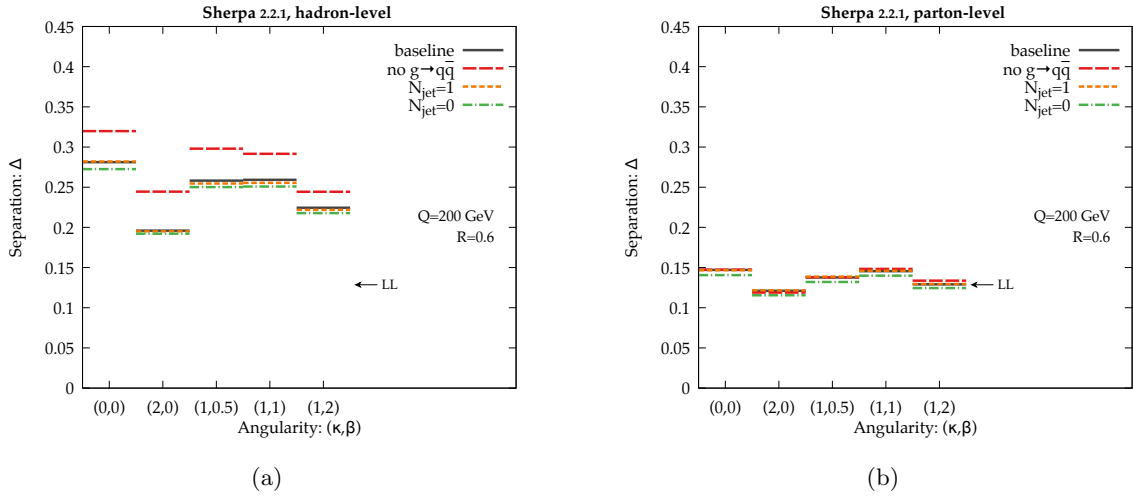 Sherpa 2.2.1, hadron-level
0.45
0.4
0.35
0.3
0.25
0.2
0.15
0.1
0.05
0
Separation: Δ
baseline
no g→qq̅
N_jet=1
N_jet=0
Q=200 GeV
R=0.6
LL
(0,0) (2,0) (1,0.5) (1,1) (1,2)
Angularity: (κ,β)
(a)
Sherpa 2.2.1, parton-level
0.45
0.4
0.35
0.3
0.25
0.2
0.15
0.1
0.05
0
Separation: Δ
baseline
no g→qq̅
N_jet=1
N_jet=0
Q=200 GeV
R=0.6
LL
(0,0) (2,0) (1,0.5) (1,1) (1,2)
Angularity: (κ,β)
(b)